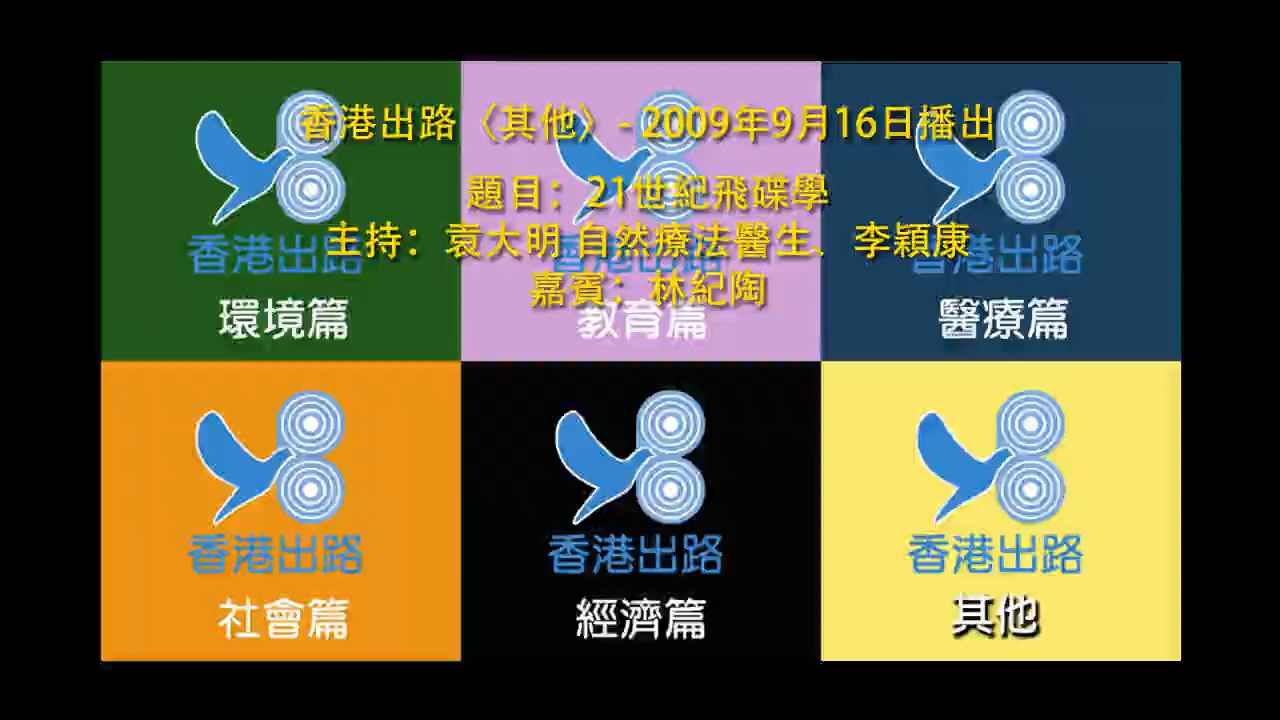 香港出路〈其他〉- 2009年9月16日播出
題目：21世紀飛碟學
主持：袁大明 自然療法醫生、李穎康
嘉賓：林紀陶
香港出路
環境篇
香港出路
教育篇
香港出路
醫療篇
香港出路
社會篇
香港出路
經濟篇
香港出路
其他